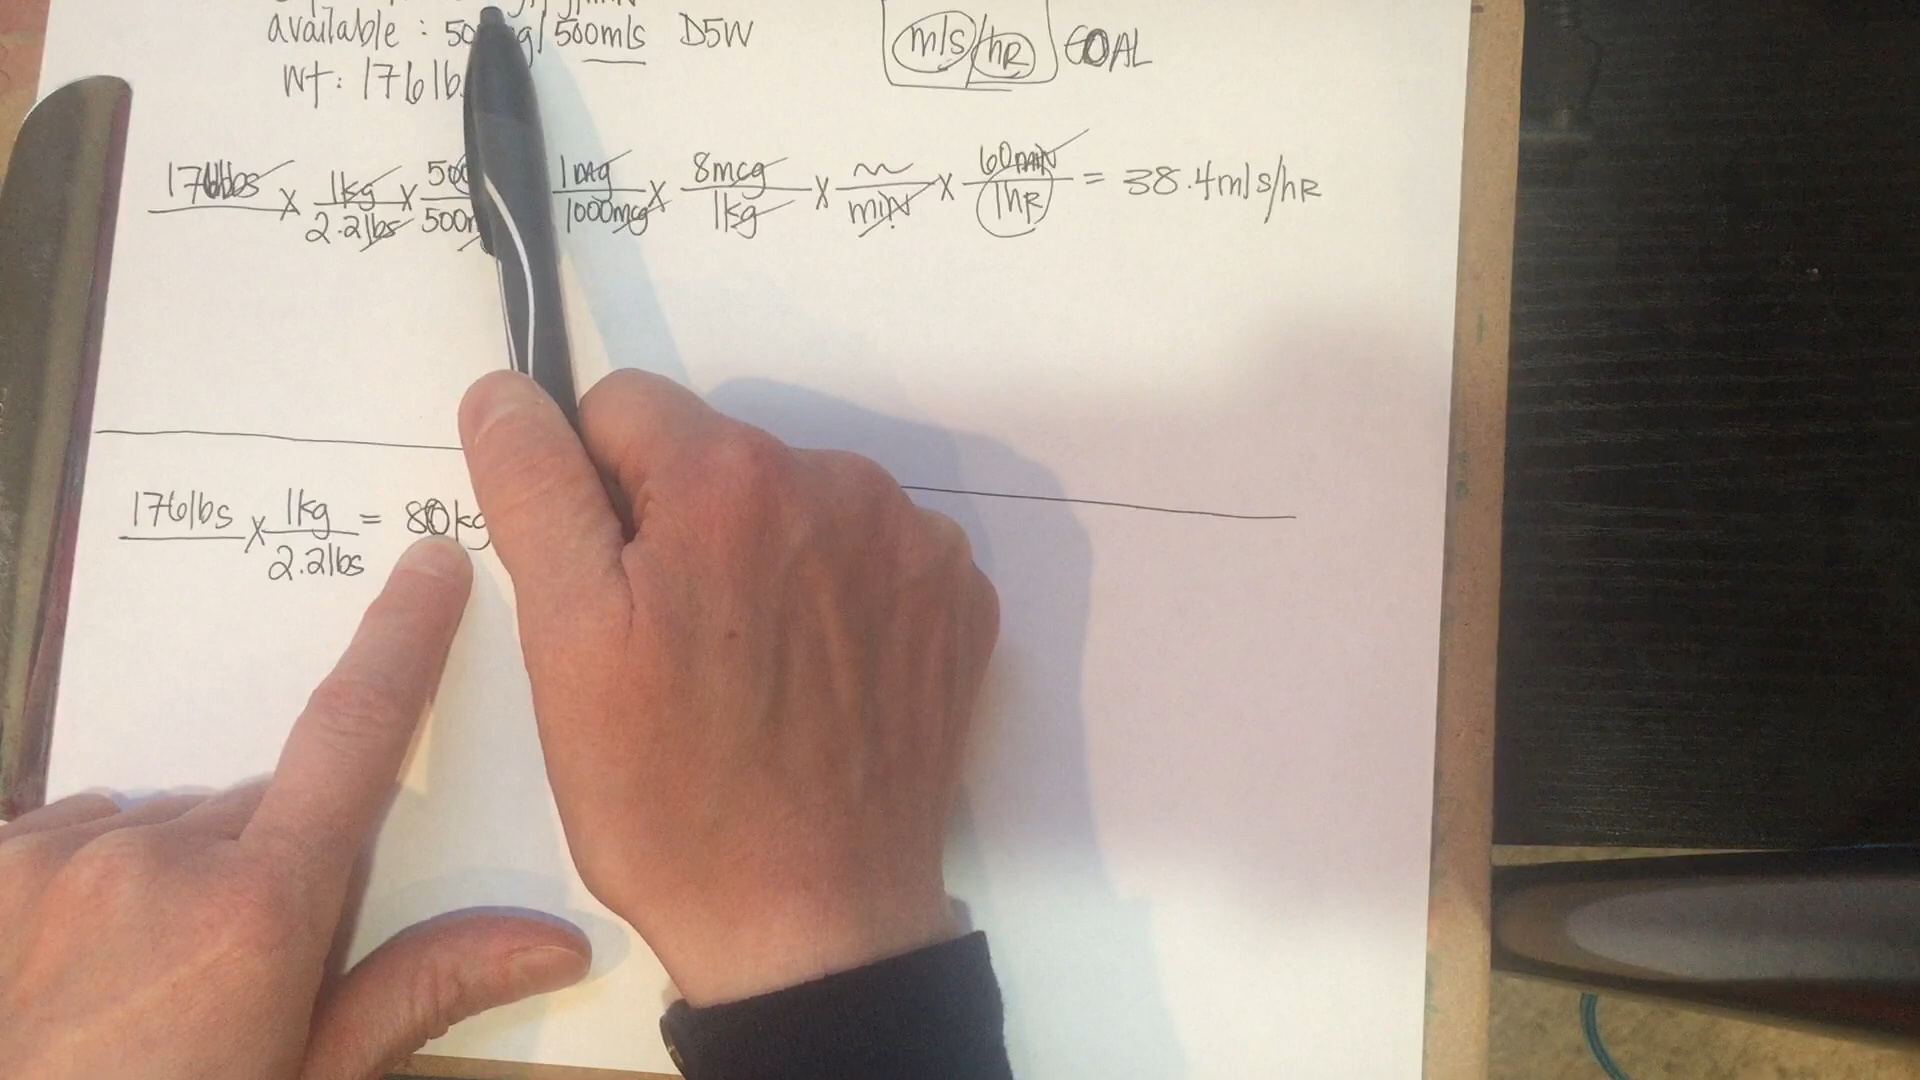 available : 50 g/500mls D5W
mls/hR GOAL
Wt: 176lb
176lbs X 1kg/2.2lbs X 500/500m 1mg/1000mcg X 8mcg/1kg X /min X 60min/1hR = 38.4mls/hR
176lbs X 1kg/2.2lbs = 80kg